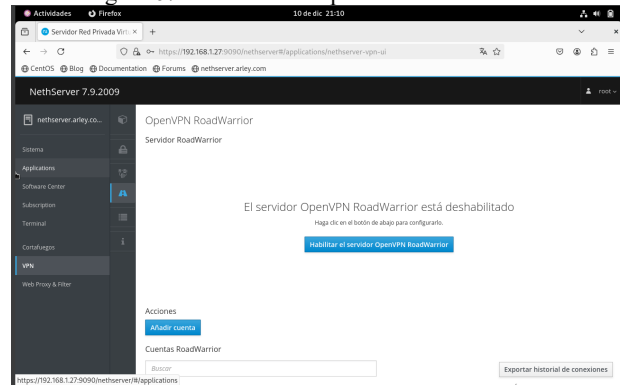 Actividades Firefox 10 de dic 21:10
Servidor Red Privada Virtu
https://192.168.1.27:9090/nethserver#/applications/nethserver-vpn-ui
CentOS Blog Documentation Forums nethserver.arley.com
NethServer 7.9.2009 root
nethserver.arley.co...
OpenVPN RoadWarrior
Servidor RoadWarrior
Sistema
Applications
Software Center
Subscription
Terminal
Cortafuegos
VPN
Web Proxy & Filter
El servidor OpenVPN RoadWarrior está deshabilitado
Haga clic en el botón de abajo para configurarlo.
Habilitar el servidor OpenVPN RoadWarrior
Acciones
Añadir cuenta
Cuentas RoadWarrior
Buscar
Exportar historial de conexiones
https://192.168.1.27:9090/nethserver/#/applications